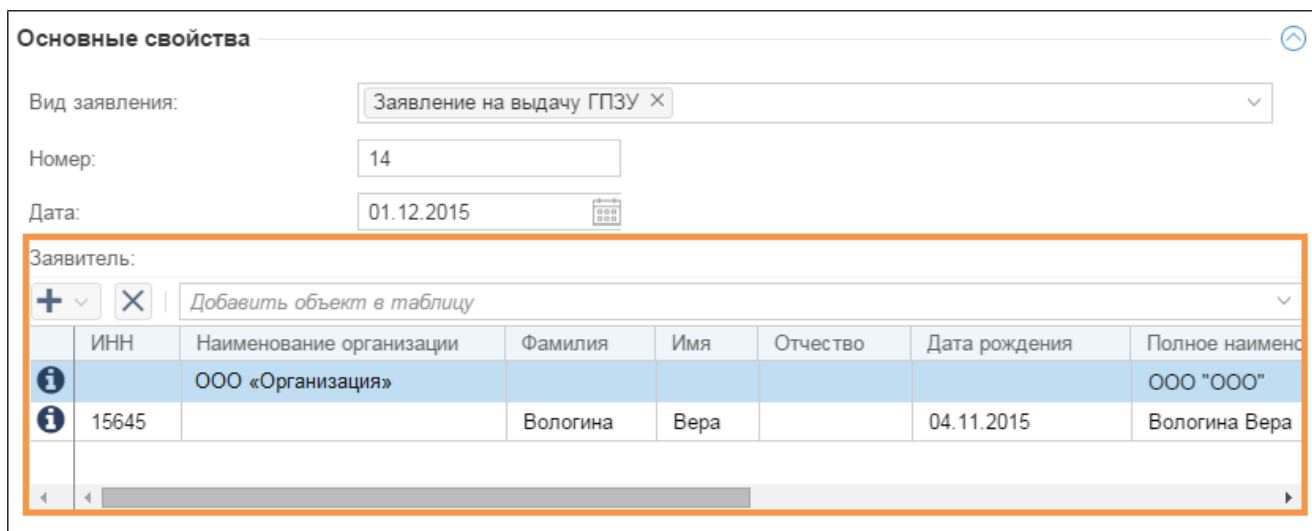 Основные свойства
Вид заявления: Заявление на выдачу ГПЗУ
Номер: 14
Дата: 01.12.2015
Заявитель:
Добавить объект в таблицу
ИНН Наименование организации Фамилия Имя Отчество Дата рождения Полное наименс
ООО «Организация» ООО "ООО"
15645 Вологина Вера 04.11.2015 Вологина Вера